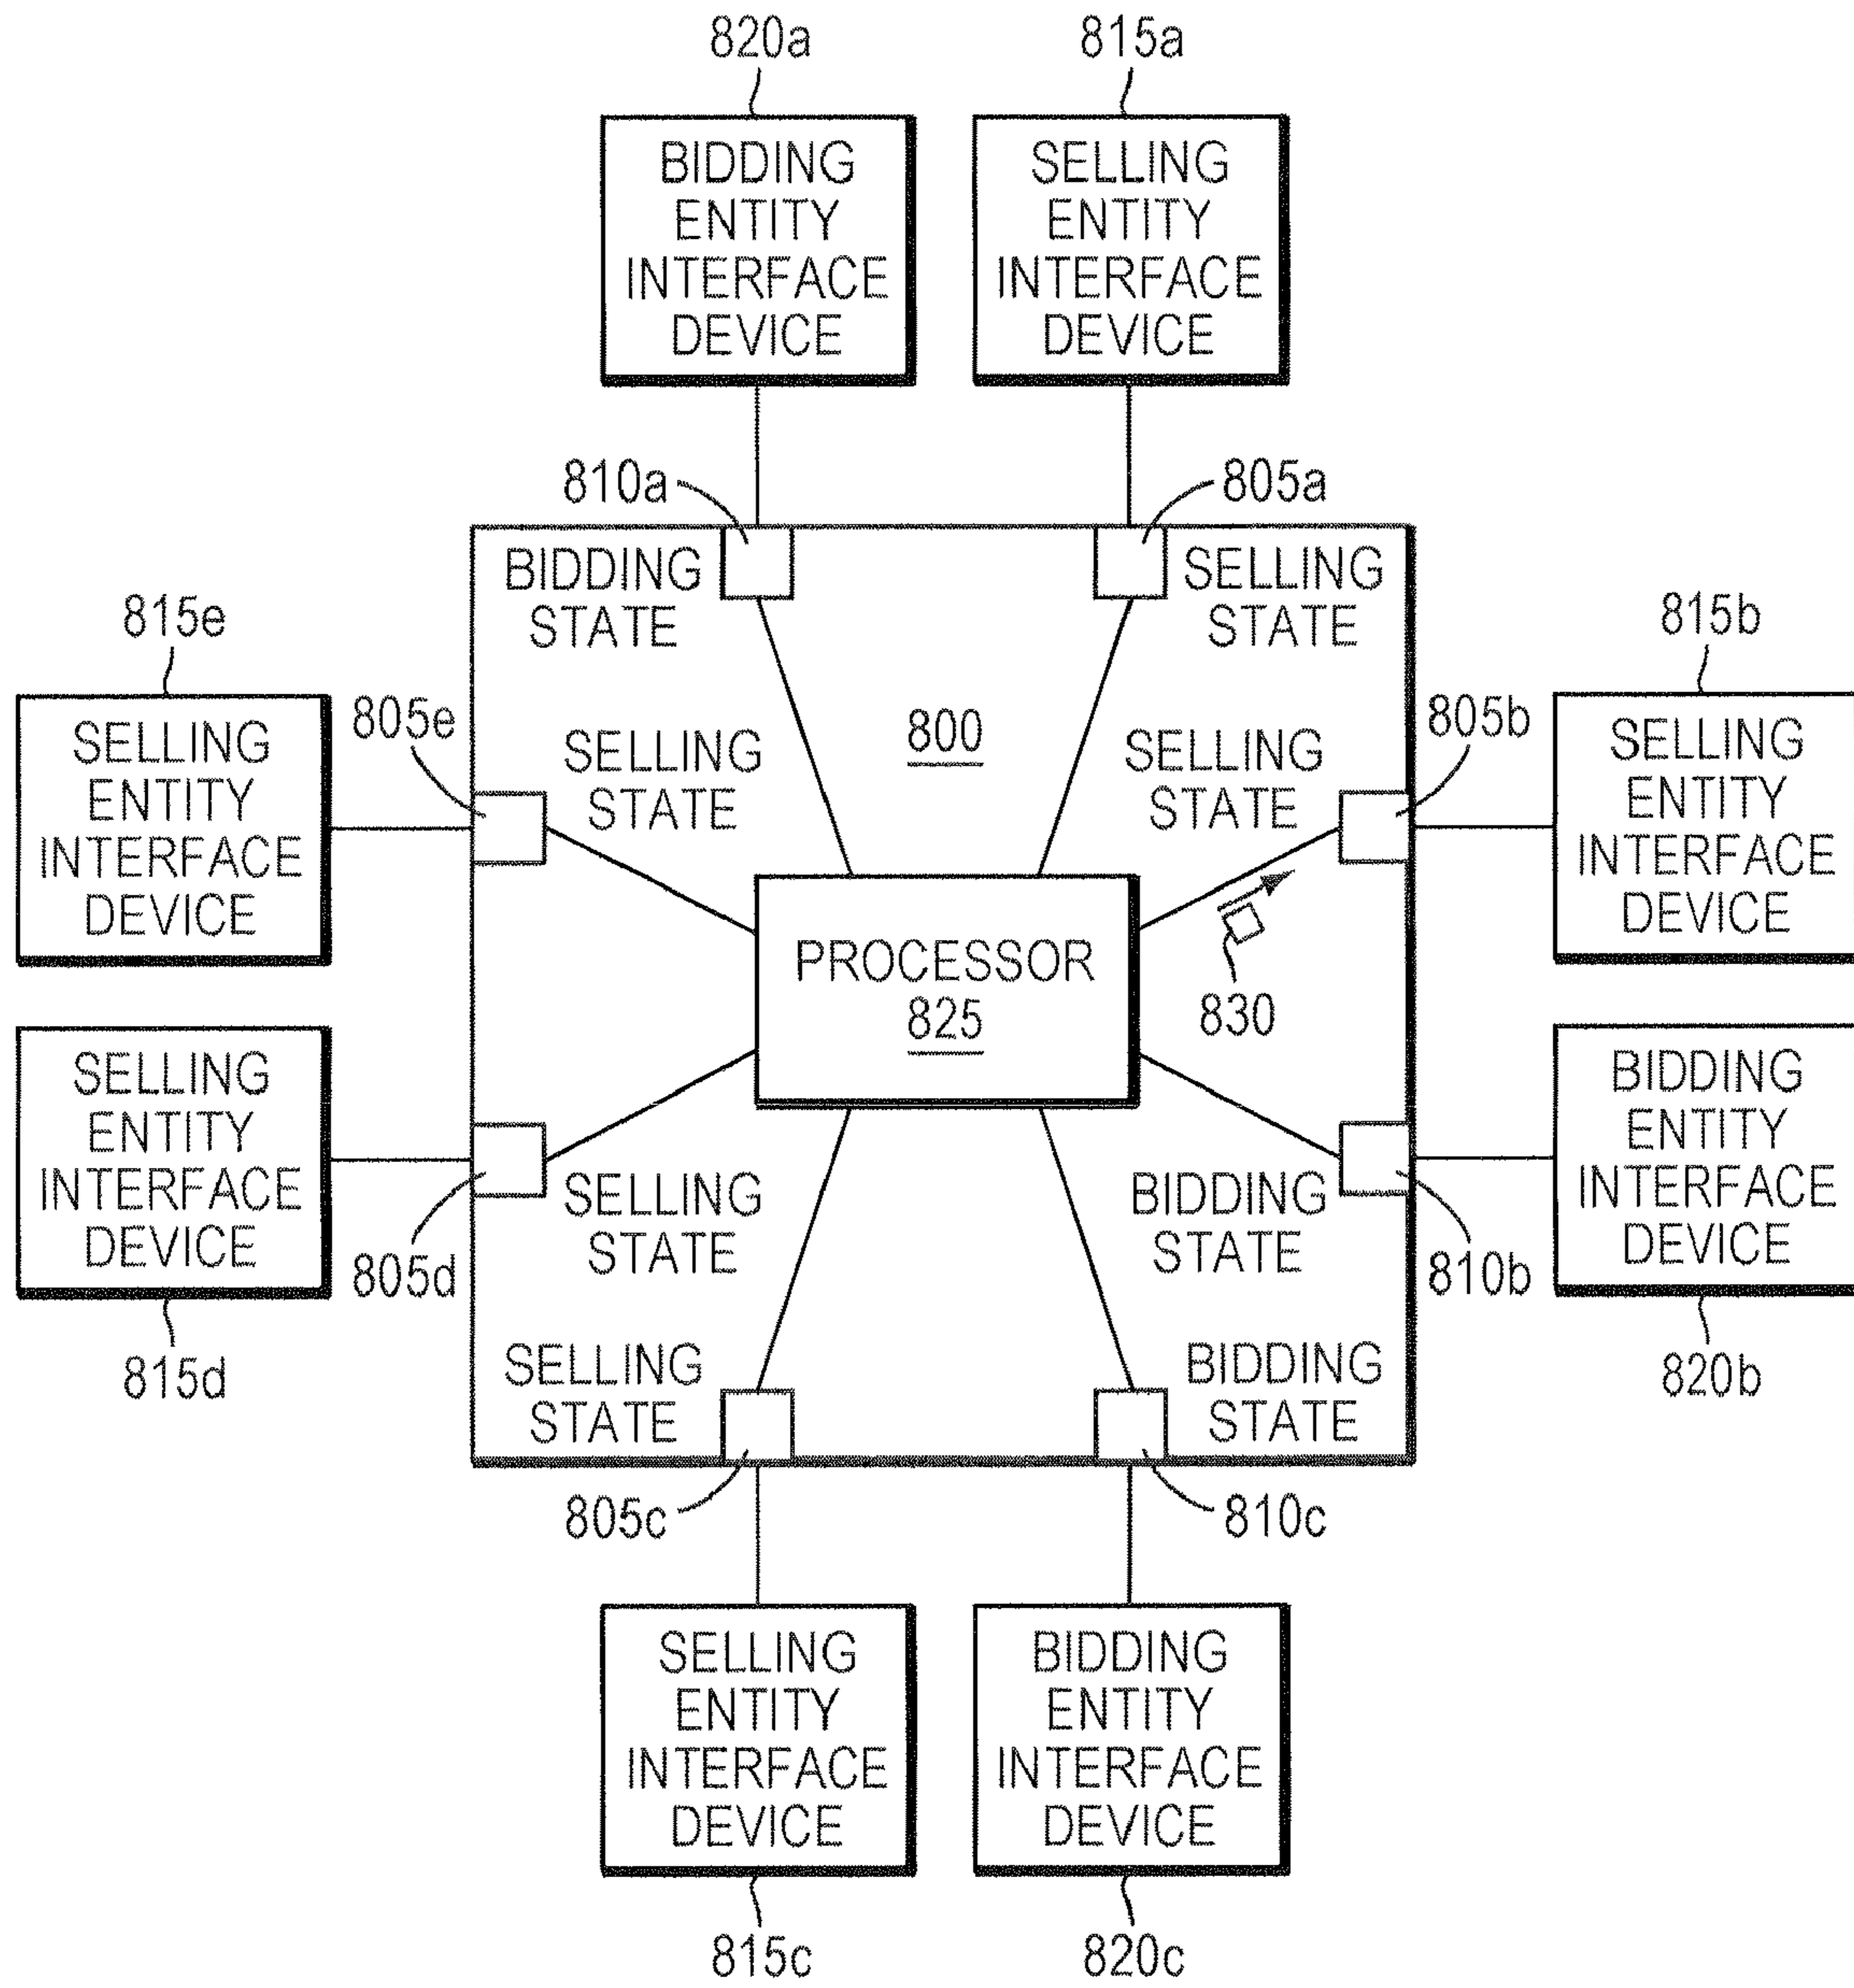 820a
815a
BIDDING
ENTITY
INTERFACE
DEVICE
SELLING
ENTITY
INTERFACE
DEVICE
810a
805a
BIDDING
STATE
SELLING
STATE
815e
815b
SELLING
ENTITY
INTERFACE
DEVICE
805e
SELLING
STATE
800
SELLING
STATE
805b
SELLING
ENTITY
INTERFACE
DEVICE
PROCESSOR
825
830
SELLING
ENTITY
INTERFACE
DEVICE
805d
SELLING
STATE
BIDDING
STATE
810b
BIDDING
ENTITY
INTERFACE
DEVICE
815d
820b
SELLING
STATE
BIDDING
STATE
805c
810c
SELLING
ENTITY
INTERFACE
DEVICE
BIDDING
ENTITY
INTERFACE
DEVICE
815c
820c